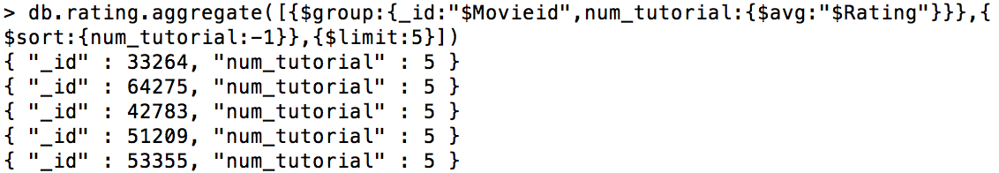 > db.rating.aggregate([{$group:{_id:"$Movieid",num_tutorial:{$avg:"$Rating"}}},{
$sort:{num_tutorial:-1}},{$limit:5}])
{ "_id" : 33264, "num_tutorial" : 5 }
{ "_id" : 64275, "num_tutorial" : 5 }
{ "_id" : 42783, "num_tutorial" : 5 }
{ "_id" : 51209, "num_tutorial" : 5 }
{ "_id" : 53355, "num_tutorial" : 5 }